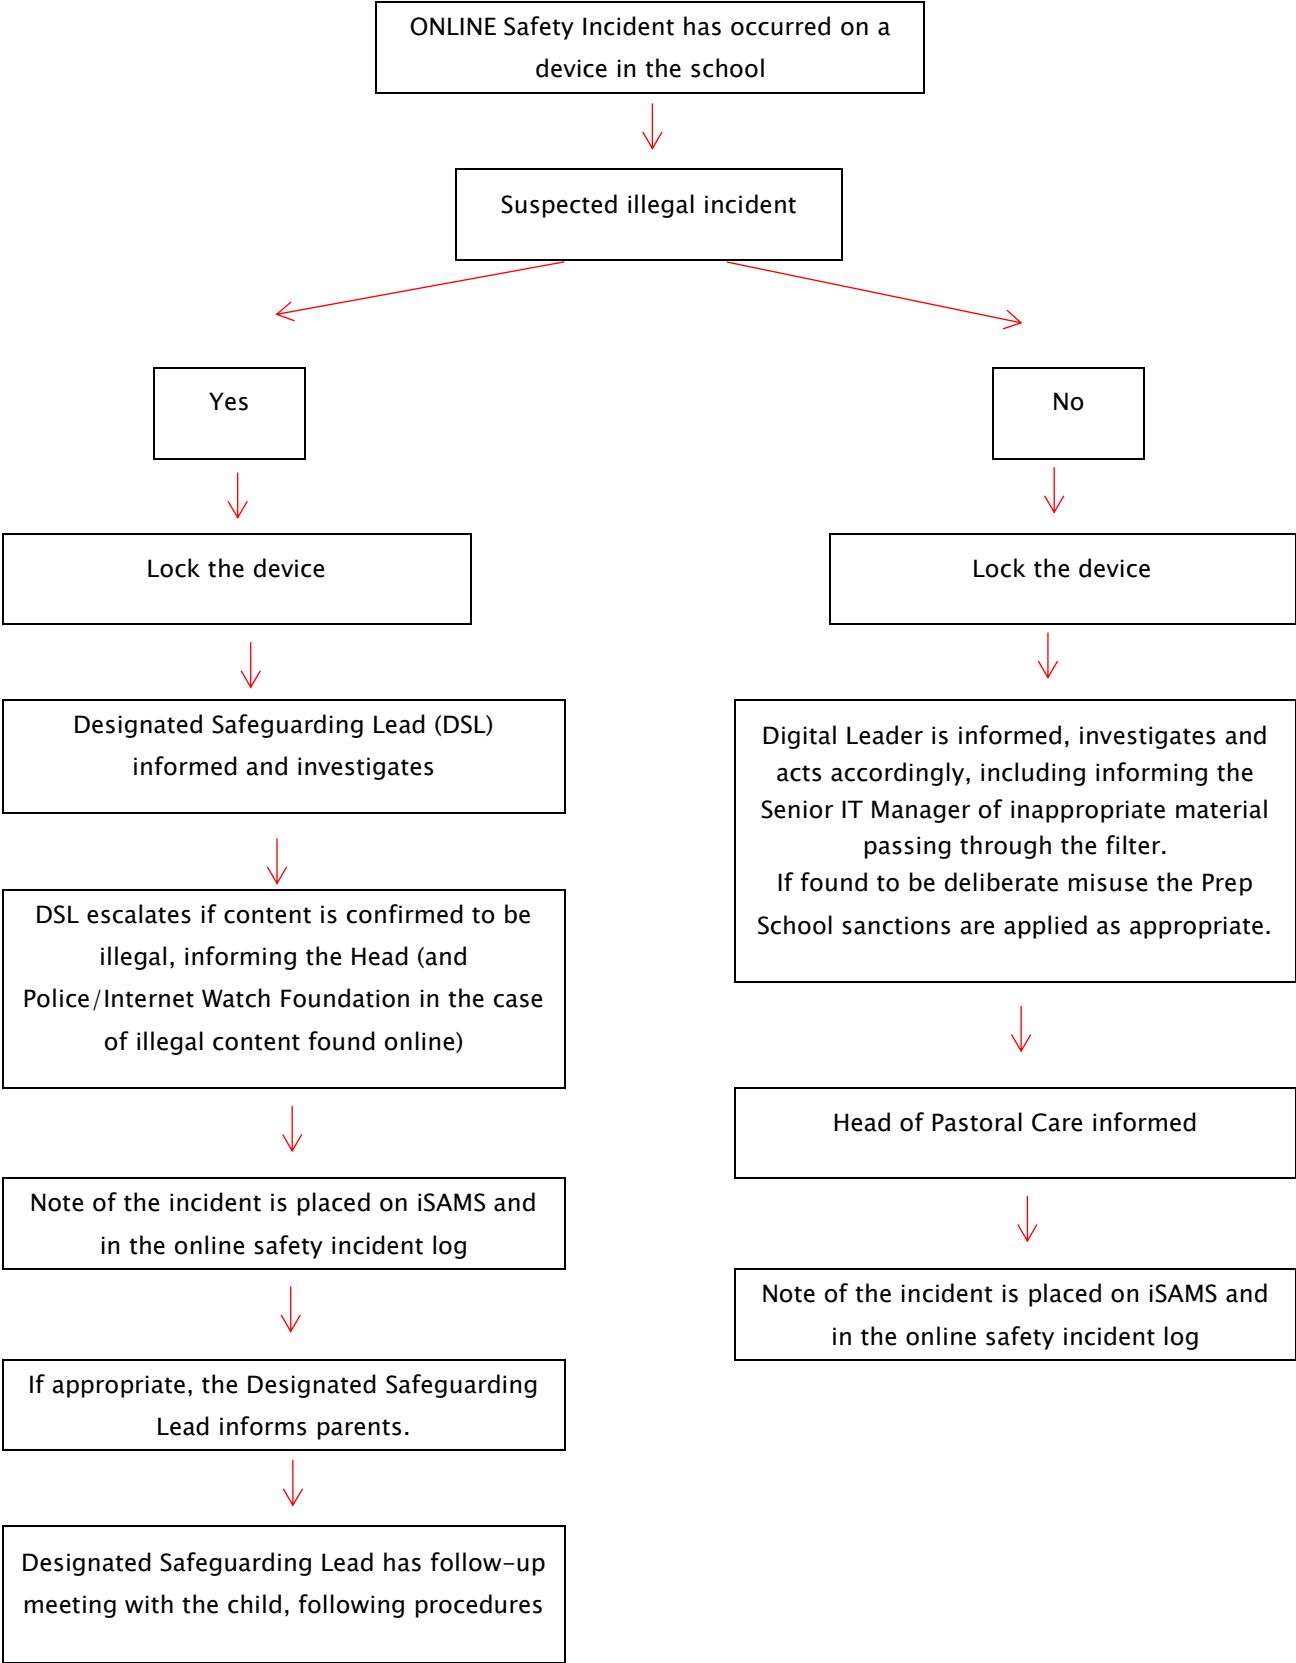 ONLINE Safety Incident has occurred on a
device in the school
Suspected illegal incident
Yes
No
Lock the device
Lock the device
Designated Safeguarding Lead (DSL)
informed and investigates
Digital Leader is informed, investigates and
acts accordingly, including informing the
Senior IT Manager of inappropriate material
passing through the filter.
If found to be deliberate misuse the Prep
School sanctions are applied as appropriate.
DSL escalates if content is confirmed to be
illegal, informing the Head (and
Police/Internet Watch Foundation in the case
of illegal content found online)
Head of Pastoral Care informed
Note of the incident is placed on iSAMS and
in the online safety incident log
Note of the incident is placed on iSAMS and
in the online safety incident log
If appropriate, the Designated Safeguarding
Lead informs parents.
Designated Safeguarding Lead has follow-up
meeting with the child, following procedures